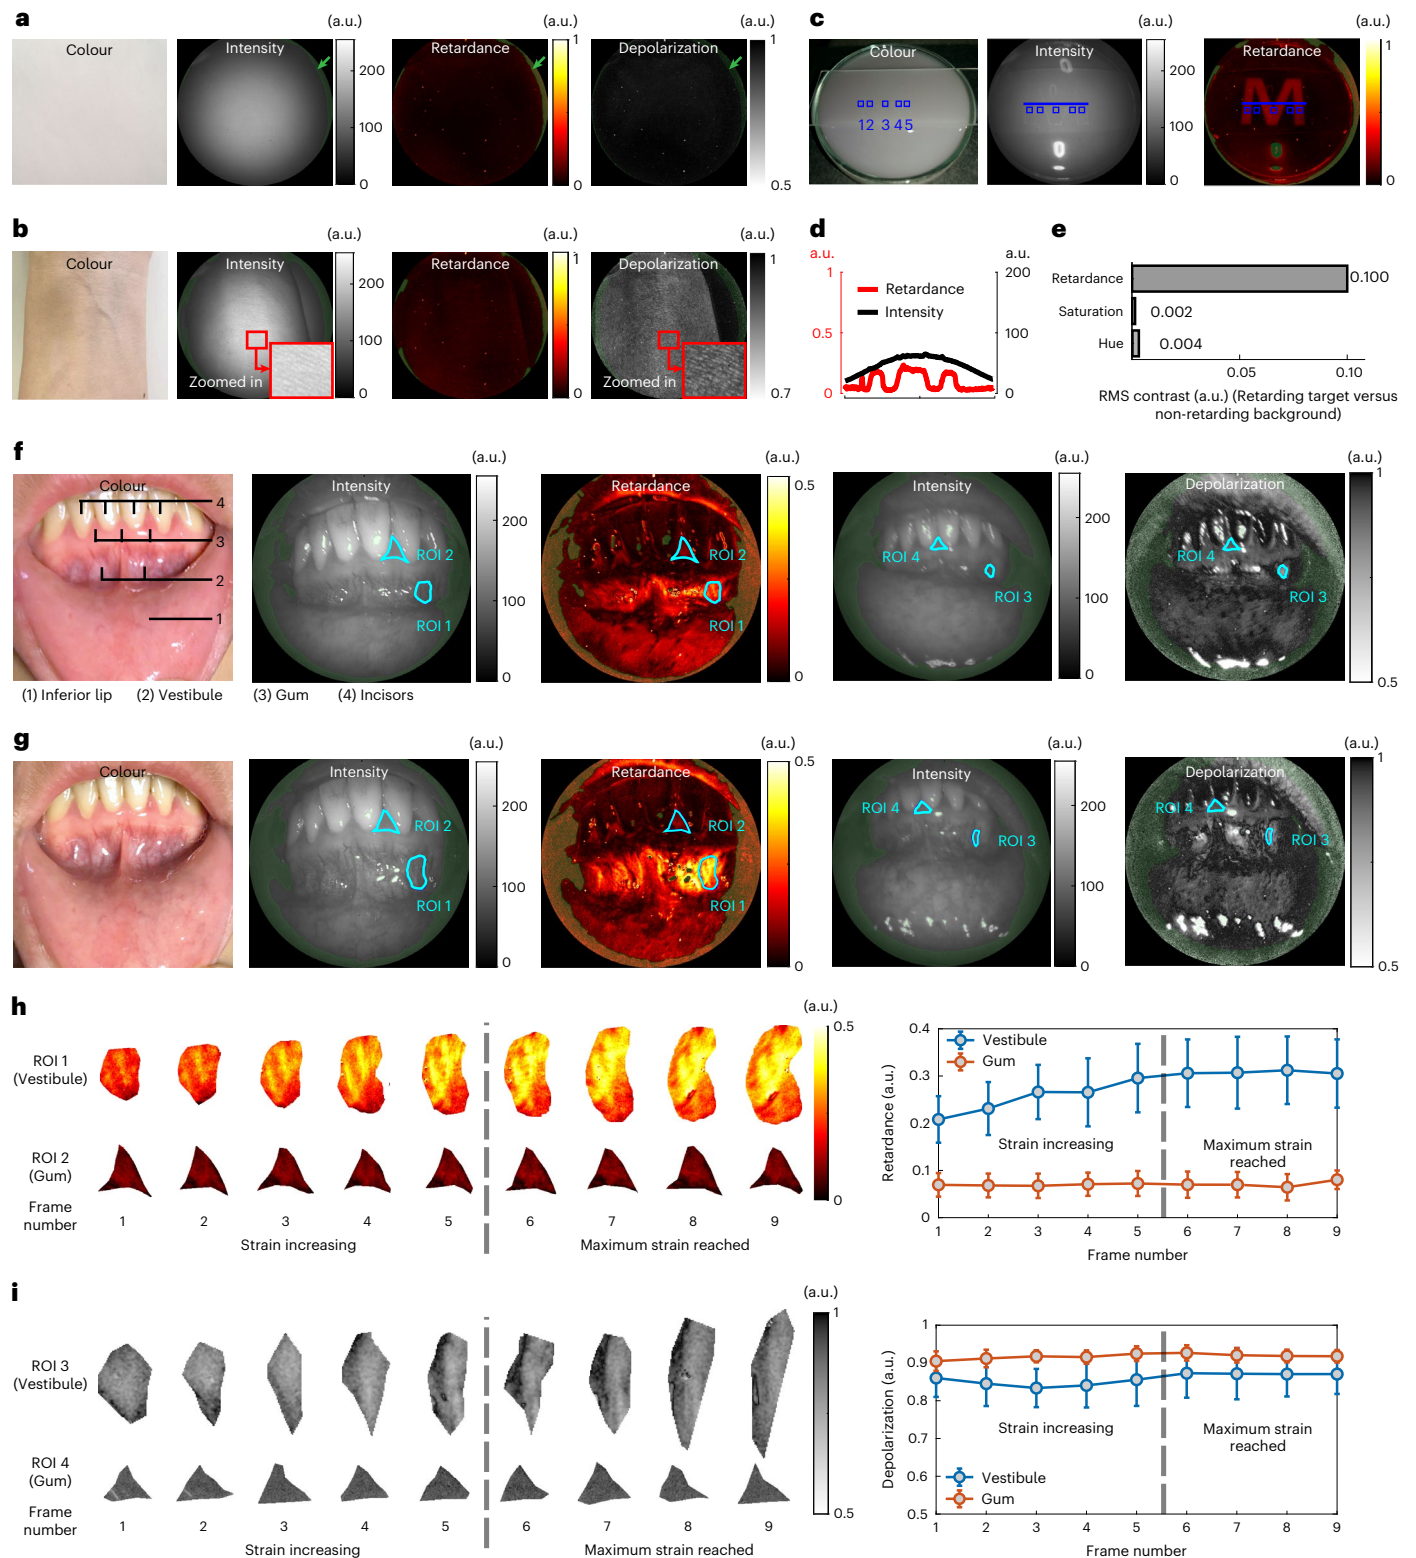 a
(a.u.)
(a.u.)
(a.u.)
Colour
Intensity
Retardance
Depolarization
200
100
0
1
0
1
0.5
c
(a.u.)
(a.u.)
Colour
Intensity
Retardance
12 3 45
200
100
0
1
0
b
(a.u.)
(a.u.)
(a.u.)
Colour
Intensity
Retardance
Depolarization
Zoomed in
Zoomed in
200
100
0
1
0
1
0.7
d
a.u.
a.u.
1
0.5
0
200
100
0
Retardance
Intensity
e
Retardance
Saturation
Hue
0.100
0.002
0.004
0.05
0.10
RMS contrast (a.u.) (Retarding target versus
non-retarding background)
f
(a.u.)
(a.u.)
(a.u.)
(a.u.)
Colour
Intensity
Retardance
Intensity
Depolarization
4
3
2
1
ROI 2
ROI 1
ROI 2
ROI 1
ROI 4
ROI 3
ROI 4
ROI 3
200
100
0
0.5
0
200
100
0
1
0.5
(1) Inferior lip
(2) Vestibule
(3) Gum
(4) Incisors
g
(a.u.)
(a.u.)
(a.u.)
(a.u.)
Colour
Intensity
Retardance
Intensity
Depolarization
ROI 2
ROI 1
ROI 2
ROI 1
ROI 4
ROI 3
ROI 4
ROI 3
200
100
0
0.5
0
200
100
0
1
0.5
h
(a.u.)
0.5
0
ROI 1
(Vestibule)
ROI 2
(Gum)
Frame
number
1 2 3 4 5 6 7 8 9
Strain increasing
Maximum strain reached
Retardance (a.u.)
0.4
0.3
0.2
0.1
0
Vestibule
Gum
Strain increasing
Maximum strain
reached
1 2 3 4 5 6 7 8 9
Frame number
i
(a.u.)
1
0.5
ROI 3
(Vestibule)
ROI 4
(Gum)
Frame
number
1 2 3 4 5 6 7 8 9
Strain increasing
Maximum strain reached
Depolarization (a.u.)
1
0.9
0.8
0.7
0.6
0.5
Strain increasing
Maximum strain
reached
Vestibule
Gum
1 2 3 4 5 6 7 8 9
Frame number